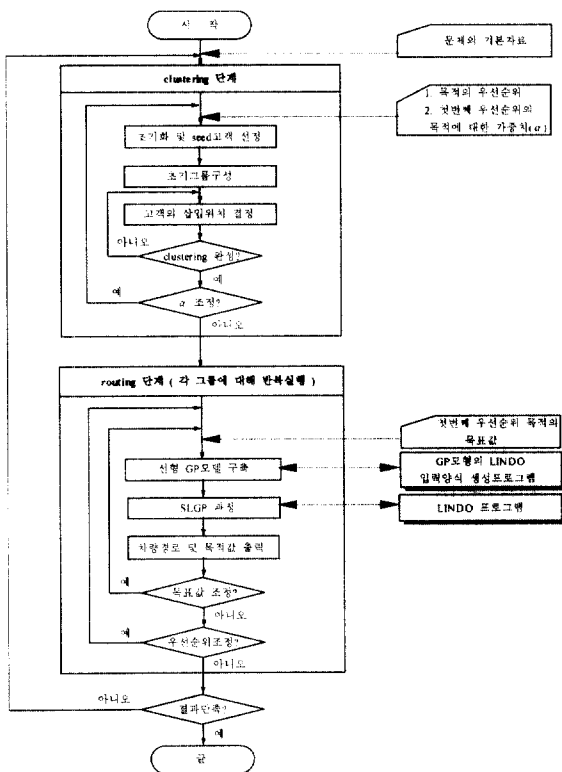 시 작
문제의 기본자료
clustering 단계
1. 목적의 우선순위
2. 첫번째 우선순위의
목적에 대한 가중치(α)
초기화 및 seed고객 선정
초기그룹구성
고객의 삽입위치 결정
아니오
clustering 완성?
예
예
α 조정?
아니오
routing 단계 ( 각 그룹에 대해 반복실행 )
첫번째 우선순위 목적의
목표값
선형 GP모델 구축
GP모형의 LINDO
입력양식 생성프로그램
SLGP 과정
LINDO 프로그램
차량경로 및 목적값 출력
예
목표값 조정?
아니오
예
우선순위조정?
아니오
아니오
결과만족?
예
끝